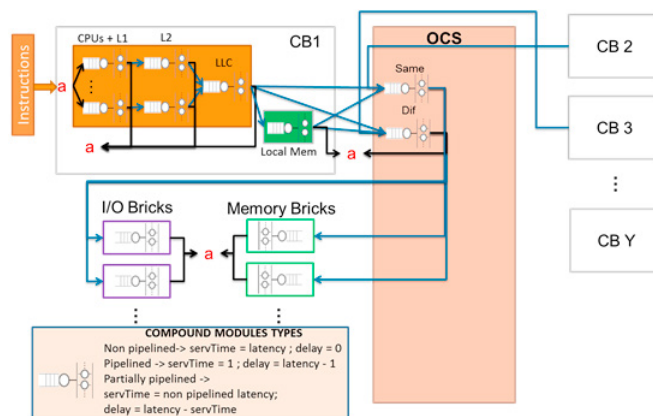 Instructions
CPUs + L1
L2
LLC
CB1
a
⋮
⋮
a
Local Mem
a
OCS
Same
Dif
CB 2
CB 3
⋮
CB Y
I/O Bricks
Memory Bricks
a
⋮
⋮
COMPOUND MODULES TYPES
Non pipelined-> servTime = latency ; delay = 0
Pipelined -> servTime = 1 ; delay = latency - 1
Partially pipelined ->
servTime = non pipelined latency;
delay = latency - servTime